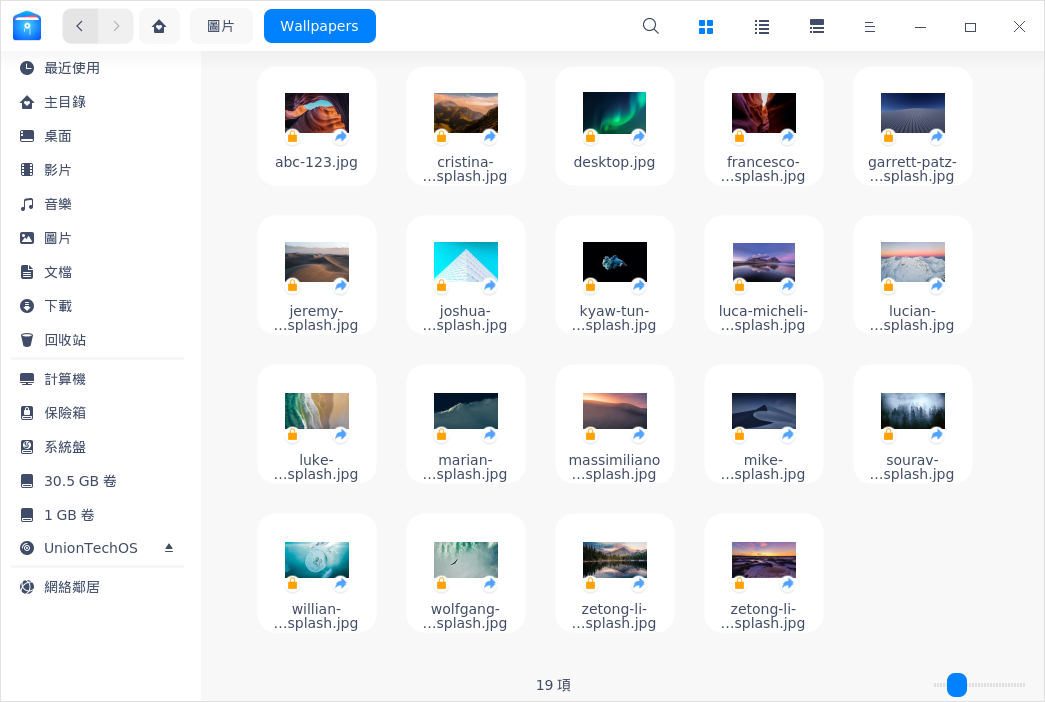 圖片
Wallpapers
最近使用
主目錄
桌面
影片
音樂
圖片
文檔
下載
回收站
計算機
保險箱
系統盤
30.5 GB 卷
1 GB 卷
UnionTechOS
網絡鄰居
abc-123.jpg
cristina-
...splash.jpg
desktop.jpg
francesco-
...splash.jpg
garrett-patz-
...splash.jpg
jeremy-
...splash.jpg
joshua-
...splash.jpg
kyaw-tun-
...splash.jpg
luca-micheli-
...splash.jpg
lucian-
...splash.jpg
luke-
...splash.jpg
marian-
...splash.jpg
massimiliano
...splash.jpg
mike-
...splash.jpg
sourav-
...splash.jpg
willian-
...splash.jpg
wolfgang-
...splash.jpg
zetong-li-
...splash.jpg
zetong-li-
...splash.jpg
19 項